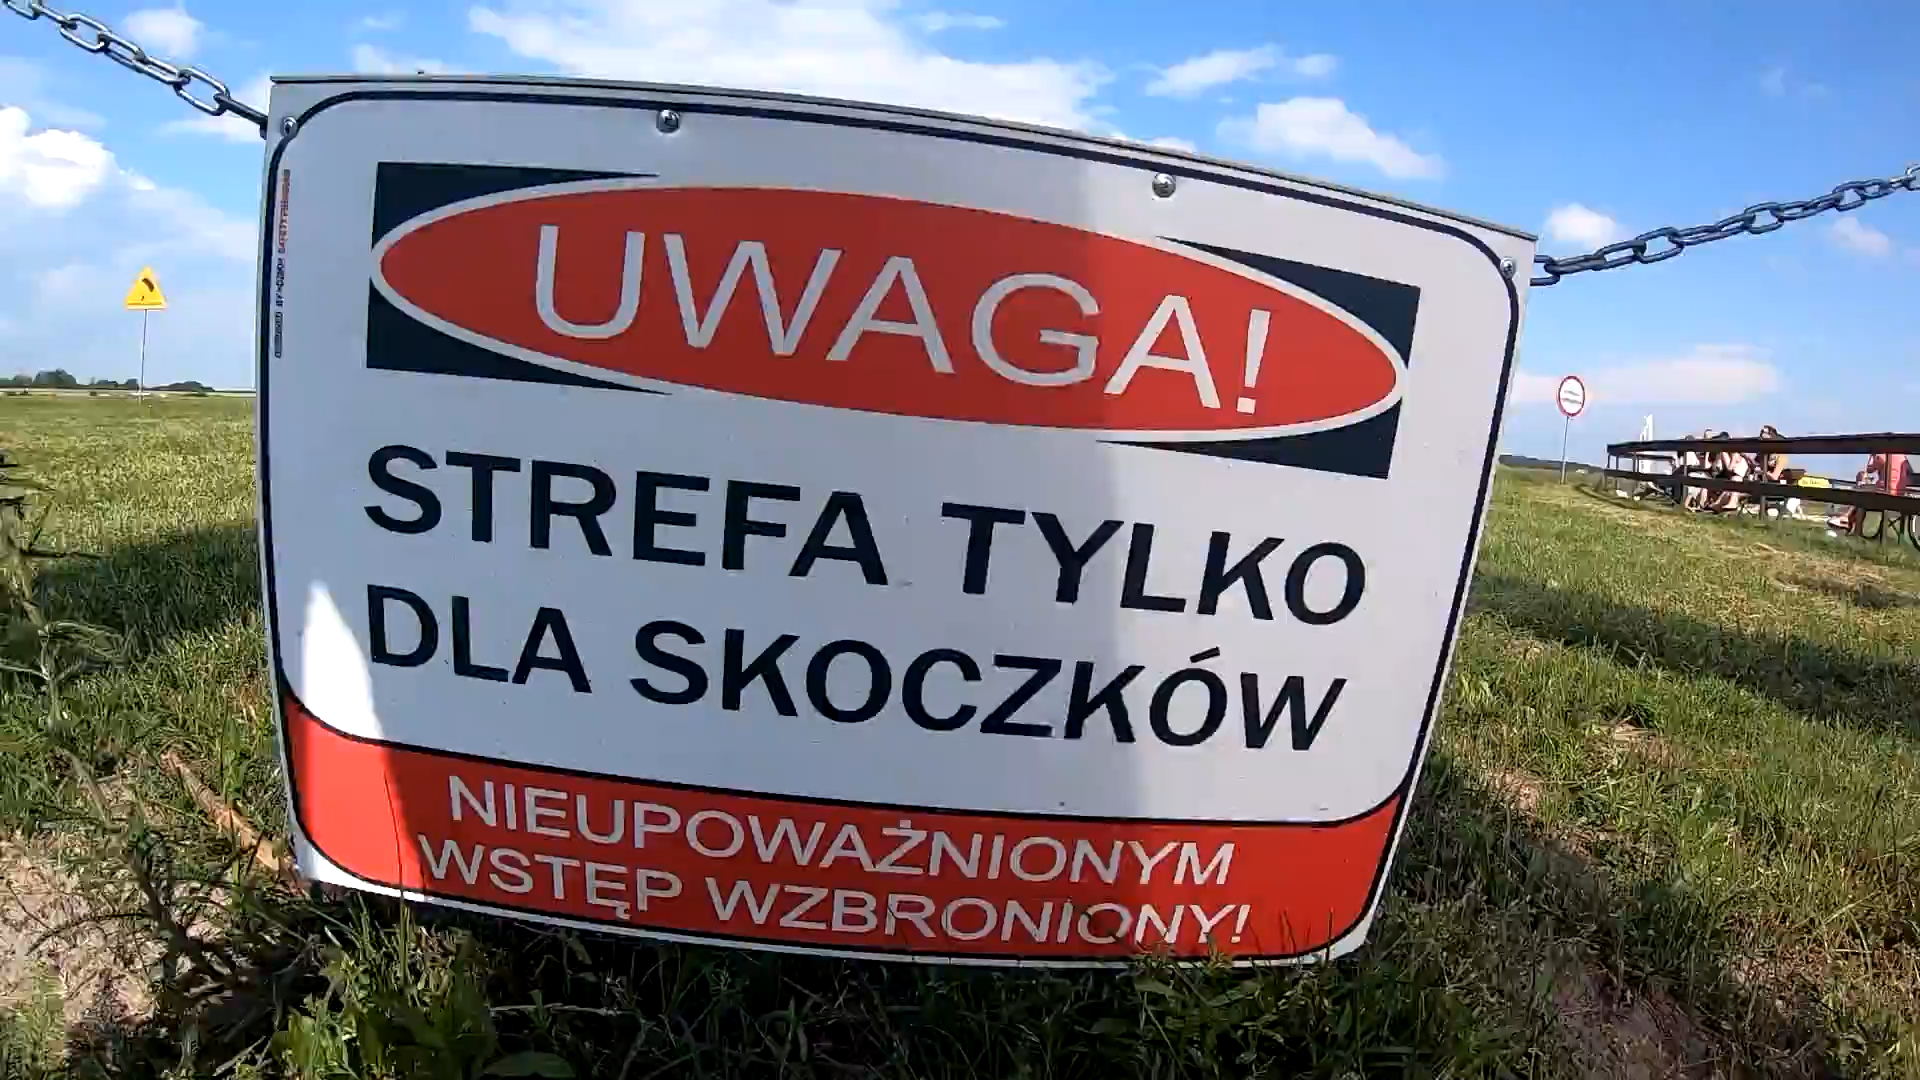 UWAGA!
STREFA TYLKO
DLA SKOCZKÓW
NIEUPOWAŻNIONYM
WSTĘP WZBRONIONY!